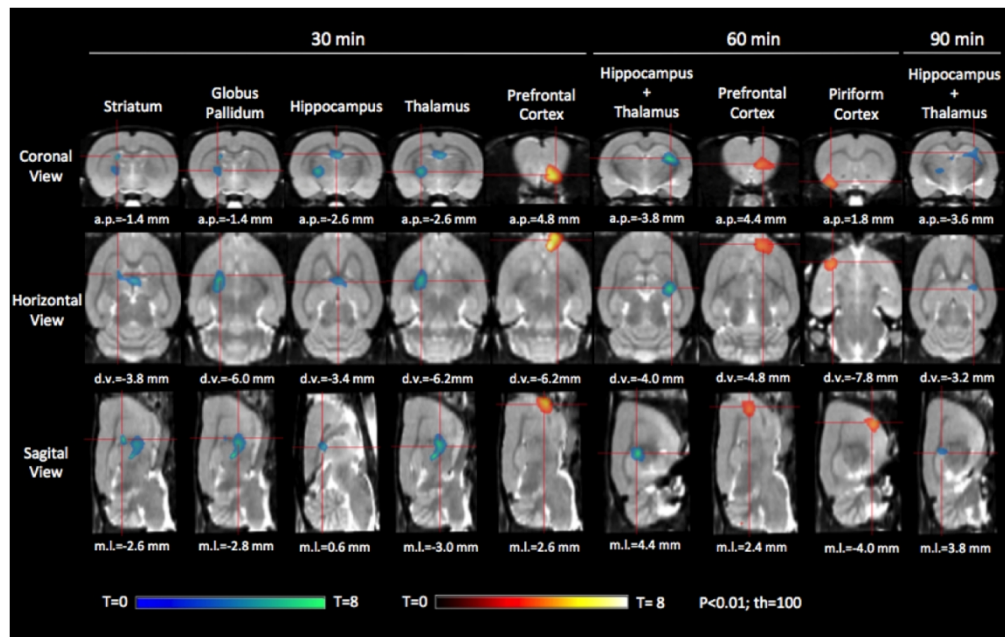 30 min
60 min
90 min
Striatum
Globus
Pallidum
Hippocampus
Thalamus
Prefrontal
Cortex
Hippocampus
+
Thalamus
Prefrontal
Cortex
Piriform
Cortex
Hippocampus
+
Thalamus
Coronal
View
a.p.=-1.4 mm a.p.=-1.4 mm a.p.=-2.6 mm a.p.=-2.6 mm a.p.=4.8 mm a.p.=-3.8 mm a.p.=4.4 mm a.p.=1.8 mm a.p.=-3.6 mm
Horizontal
View
d.v.=-3.8 mm d.v.=-6.0 mm d.v.=-3.4 mm d.v.=-6.2mm d.v.=-6.2mm d.v.=-4.0 mm d.v.=-4.8 mm d.v.=-7.8 mm d.v.=-3.2 mm
Sagital
View
m.l.=-2.6 mm m.l.=-2.8 mm m.l.=0.6 mm m.l.=-3.0 mm m.l.=2.6 mm m.l.=4.4 mm m.l.=2.4 mm m.l.=-4.0 mm m.l.=3.8 mm
T=0 T=8 T=0 T= 8 P<0.01; th=100